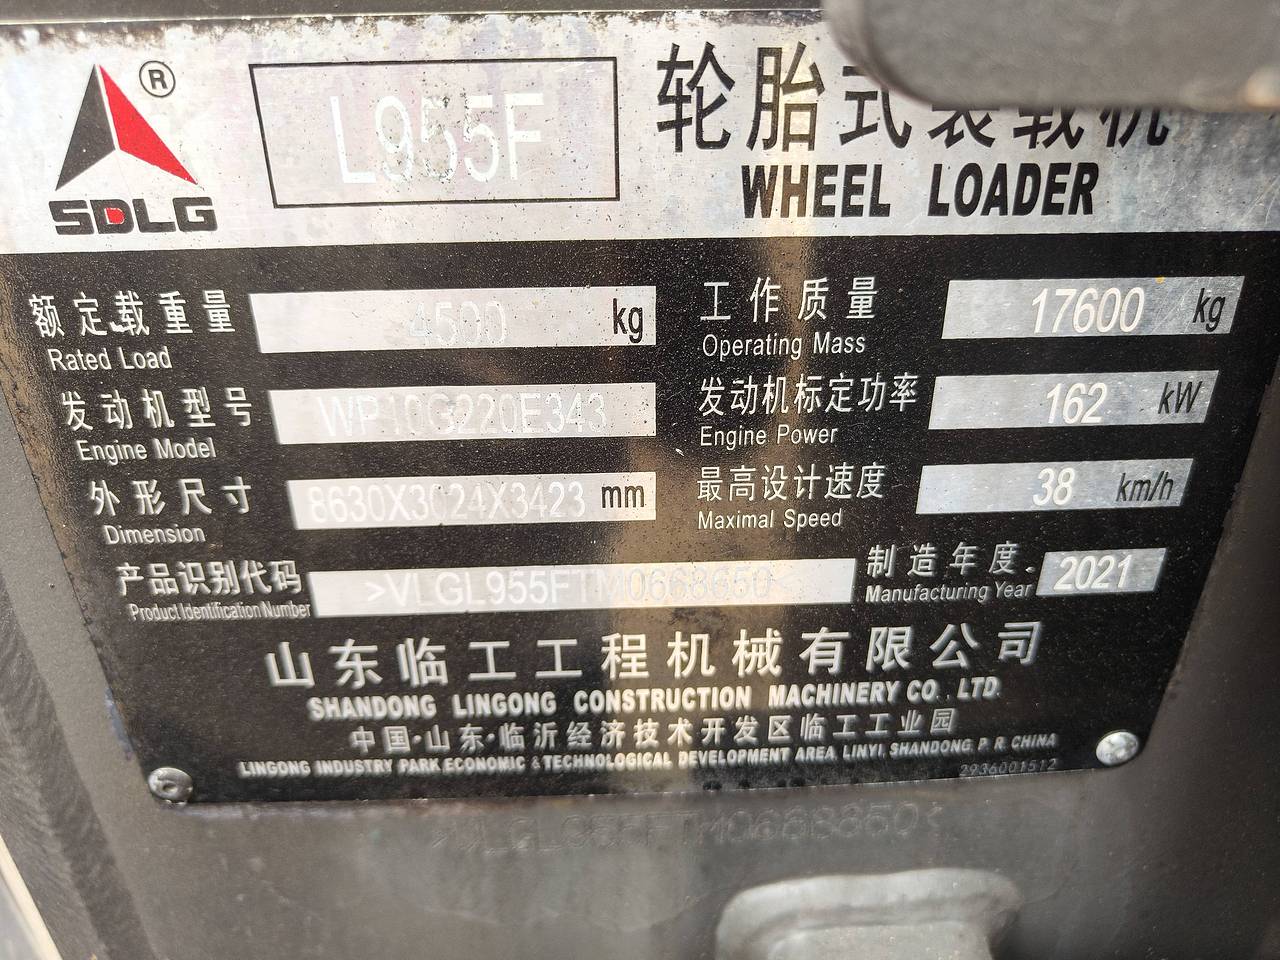 ®
SDLG
L955F
轮胎式装载机
WHEEL LOADER
额定载重量 4500 kg
Rated Load
工作质量 17600 kg
Operating Mass
发动机型号 WP10G220E343
Engine Model
发动机标定功率 162 kW
Engine Power
外形尺寸 8630X3024X3423 mm
Dimension
最高设计速度 38 km/h
Maximal Speed
产品识别代码 >VLGL955FTM0668650<
Product Identification Number
制造年度 2021
Manufacturing Year
山东临工工程机械有限公司
SHANDONG LINGONG CONSTRUCTION MACHINERY CO., LTD.
中国·山东·临沂经济技术开发区临工工业园
LINGONG INDUSTRY PARK,ECONOMIC & TECHNOLOGICAL DEVELOPMENT AREA, LINYI, SHANDONG, P. R. CHINA
2936001512